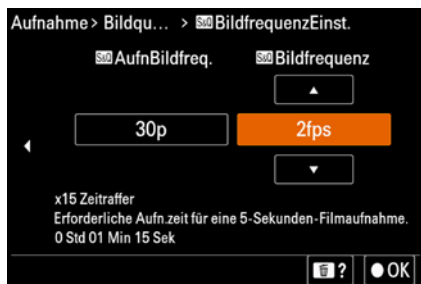 Aufnahme > Bildqu... > S&Q BildfrequenzEinst.
S&Q AufnBildfreq. S&Q Bildfrequenz
30p 2fps
x15 Zeitraffer
Erforderliche Aufn.zeit für eine 5-Sekunden-Filmaufnahme.
0 Std 01 Min 15 Sek
? OK